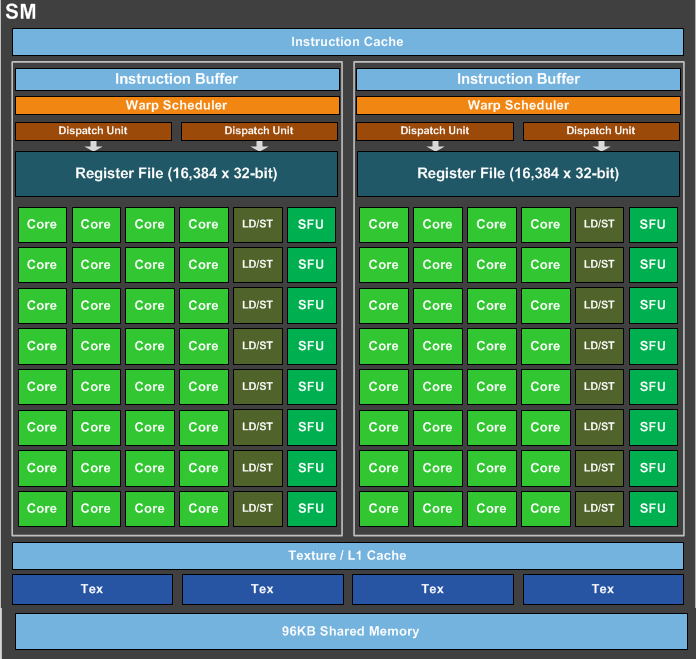 SM
Instruction Cache
Instruction Buffer Instruction Buffer
Warp Scheduler Warp Scheduler
Dispatch Unit Dispatch Unit Dispatch Unit Dispatch Unit
Register File (16,384 x 32-bit) Register File (16,384 x 32-bit)
Core Core Core Core LD/ST SFU Core Core Core Core LD/ST SFU
Core Core Core Core LD/ST SFU Core Core Core Core LD/ST SFU
Core Core Core Core LD/ST SFU Core Core Core Core LD/ST SFU
Core Core Core Core LD/ST SFU Core Core Core Core LD/ST SFU
Core Core Core Core LD/ST SFU Core Core Core Core LD/ST SFU
Core Core Core Core LD/ST SFU Core Core Core Core LD/ST SFU
Core Core Core Core LD/ST SFU Core Core Core Core LD/ST SFU
Core Core Core Core LD/ST SFU Core Core Core Core LD/ST SFU
Texture / L1 Cache
Tex Tex Tex Tex
96KB Shared Memory